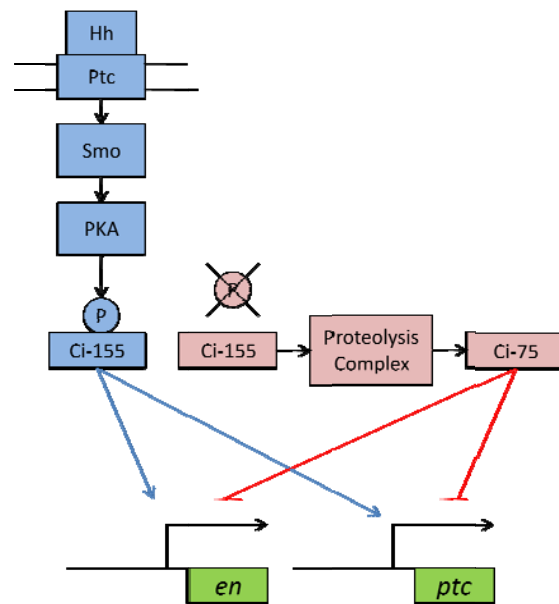 Hh
Ptc
Smo
PKA
P
P
Ci-155
Ci-155
Proteolysis
Complex
Ci-75
en
ptc